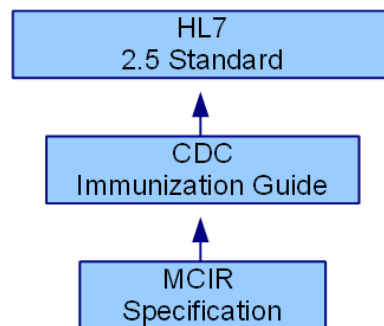 HL7
2.5 Standard
CDC
Immunization Guide
MCIR
Specification